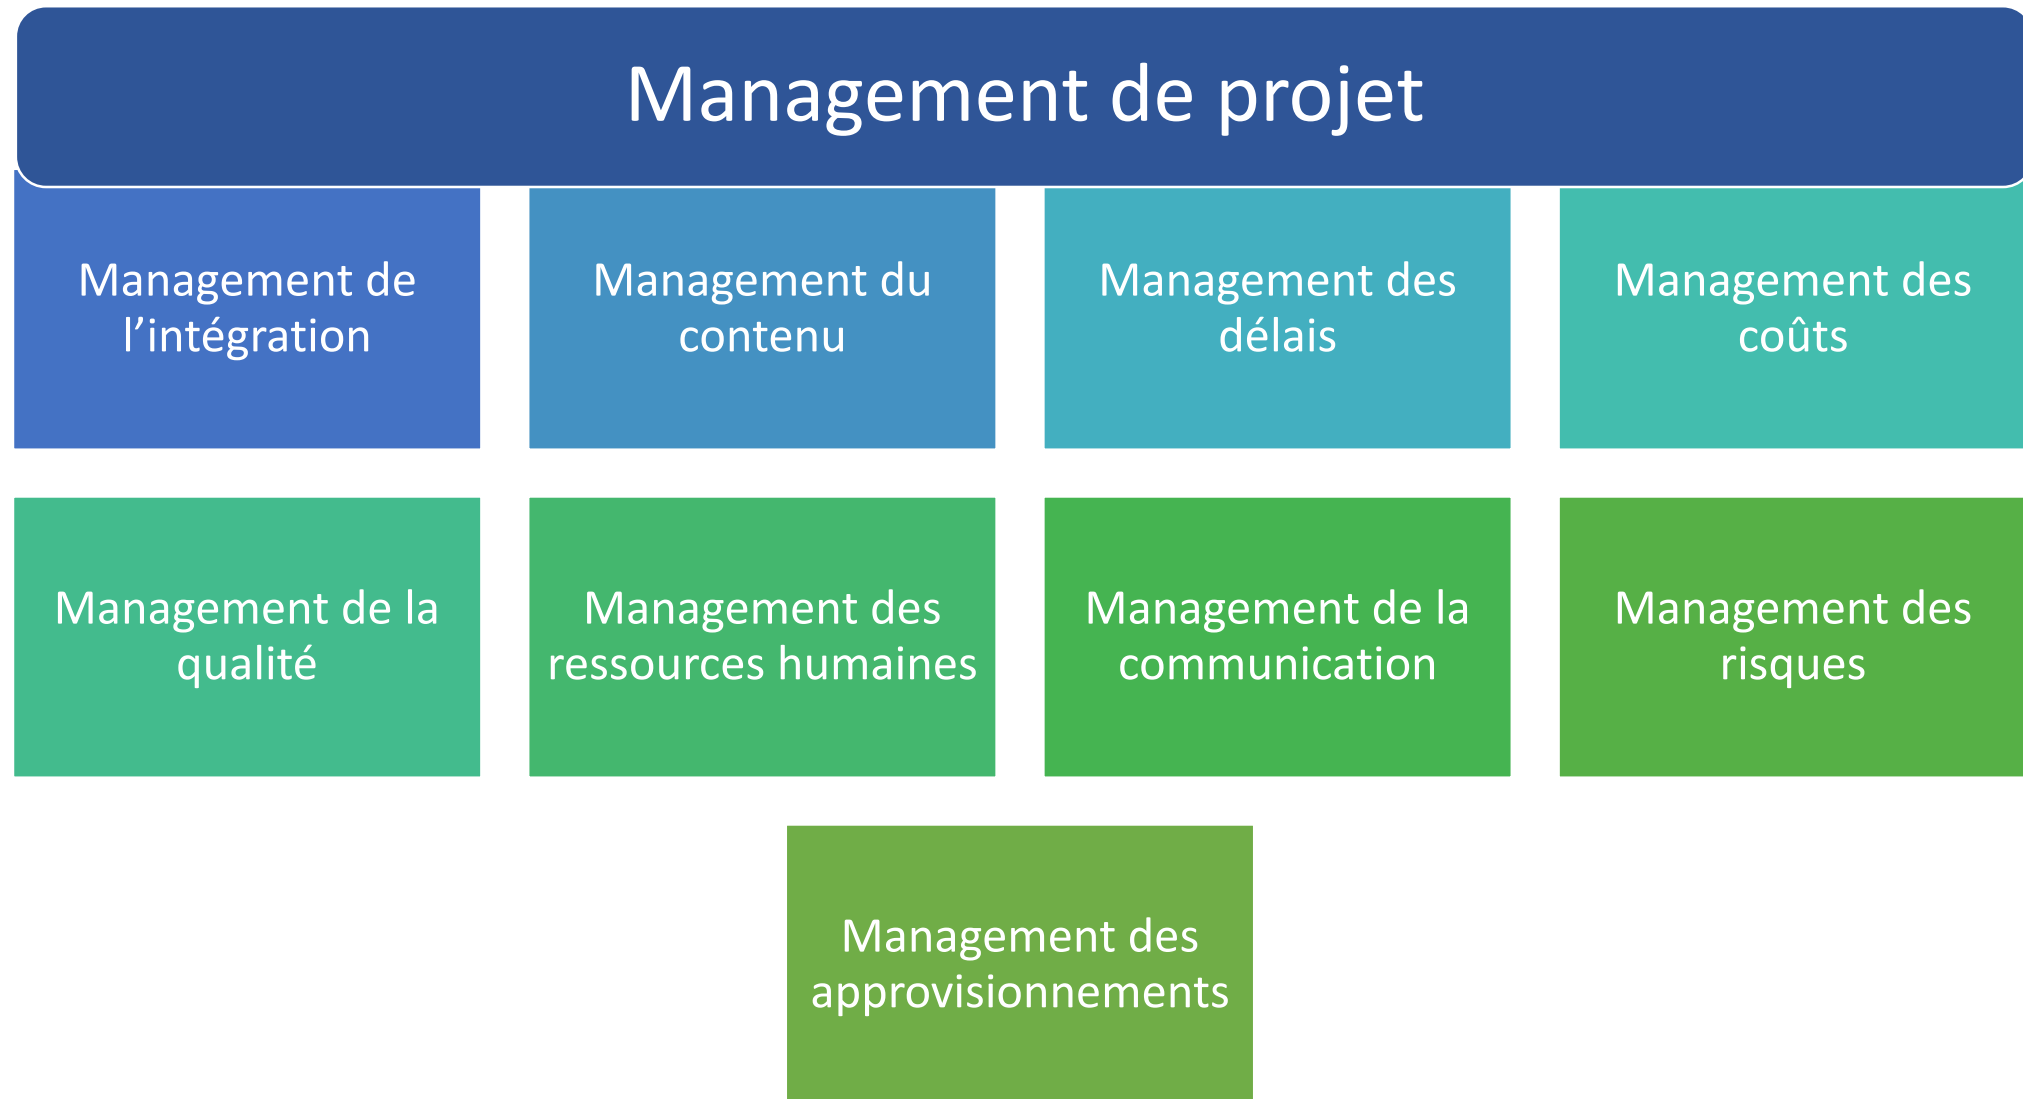 Management de projet
Management de
l’intégration
Management du
contenu
Management des
délais
Management des
coûts
Management de la
qualité
Management des
ressources humaines
Management de la
communication
Management des
risques
Management des
approvisionnements